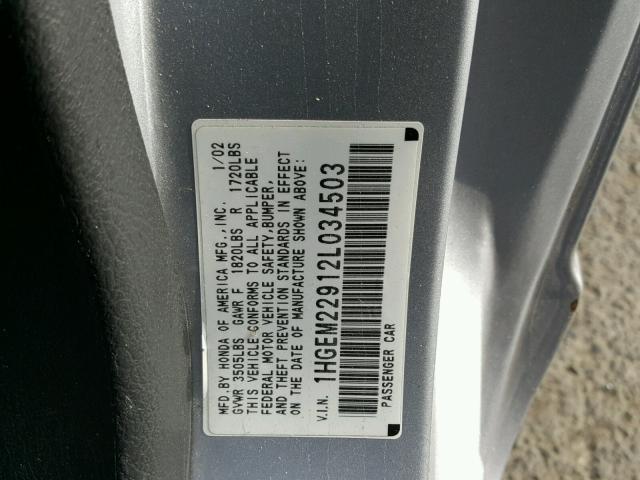 MFD.BY HONDA OF AMERICA MFG.,INC. 1/02
GVWR 3505LBS GAWR F 1820LBS R 1720LBS
THIS VEHICLE CONFORMS TO ALL APPLICABLE
FEDERAL MOTOR VEHICLE SAFETY,BUMPER,
AND THEFT PREVENTION STANDARDS IN EFFECT
ON THE DATE OF MANUFACTURE SHOWN ABOVE:
V.I.N. 1HGEM22912L034503
PASSENGER CAR